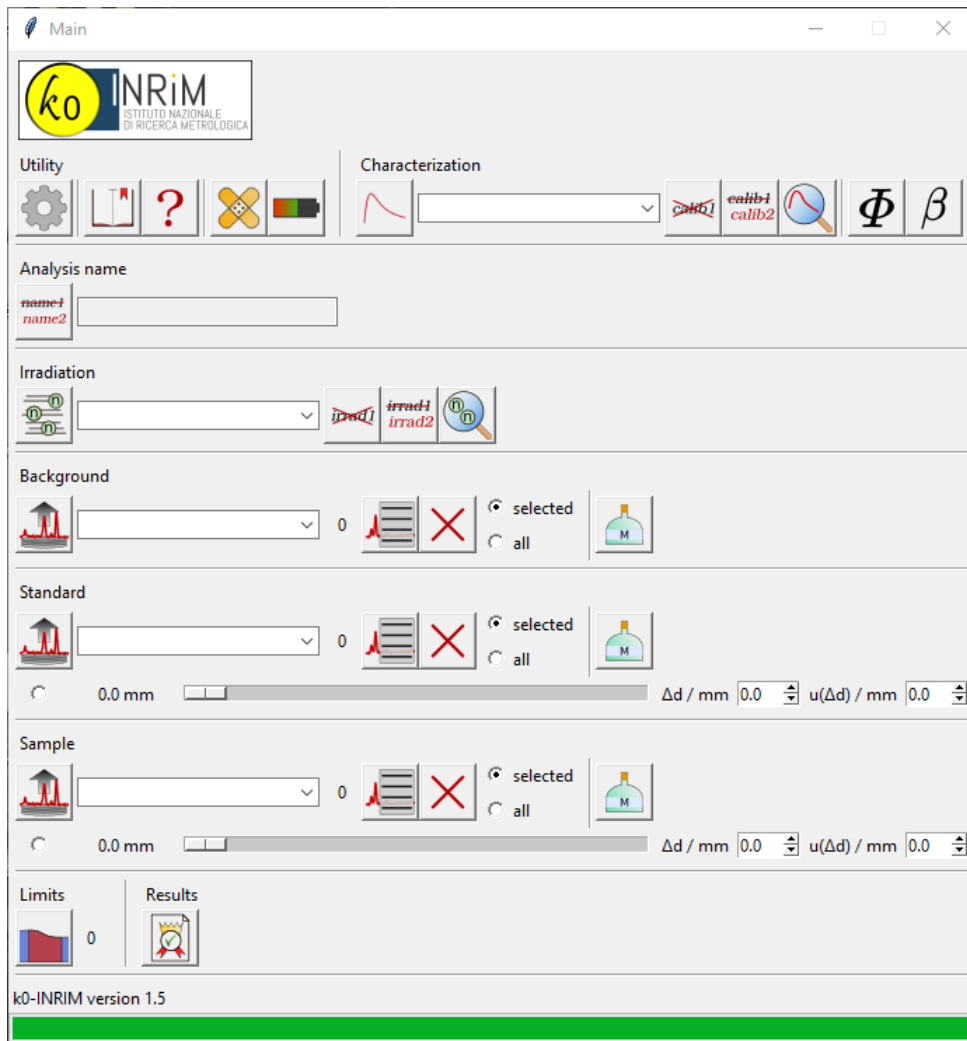 Main
k0 INRiM
ISTITUTO NAZIONALE
DI RICERCA METROLOGICA
Utility
Characterization
?
calib1
calib1
calib2
Φ
β
Analysis name
name1
name2
Irradiation
n
n
n
irrad1
irrad1
irrad2
n
n
Background
0
selected
all
M
Standard
0
selected
all
M
0.0 mm
Δd / mm 0.0 u(Δd) / mm 0.0
Sample
0
selected
all
M
0.0 mm
Δd / mm 0.0 u(Δd) / mm 0.0
Limits
Results
0
k0-INRIM version 1.5